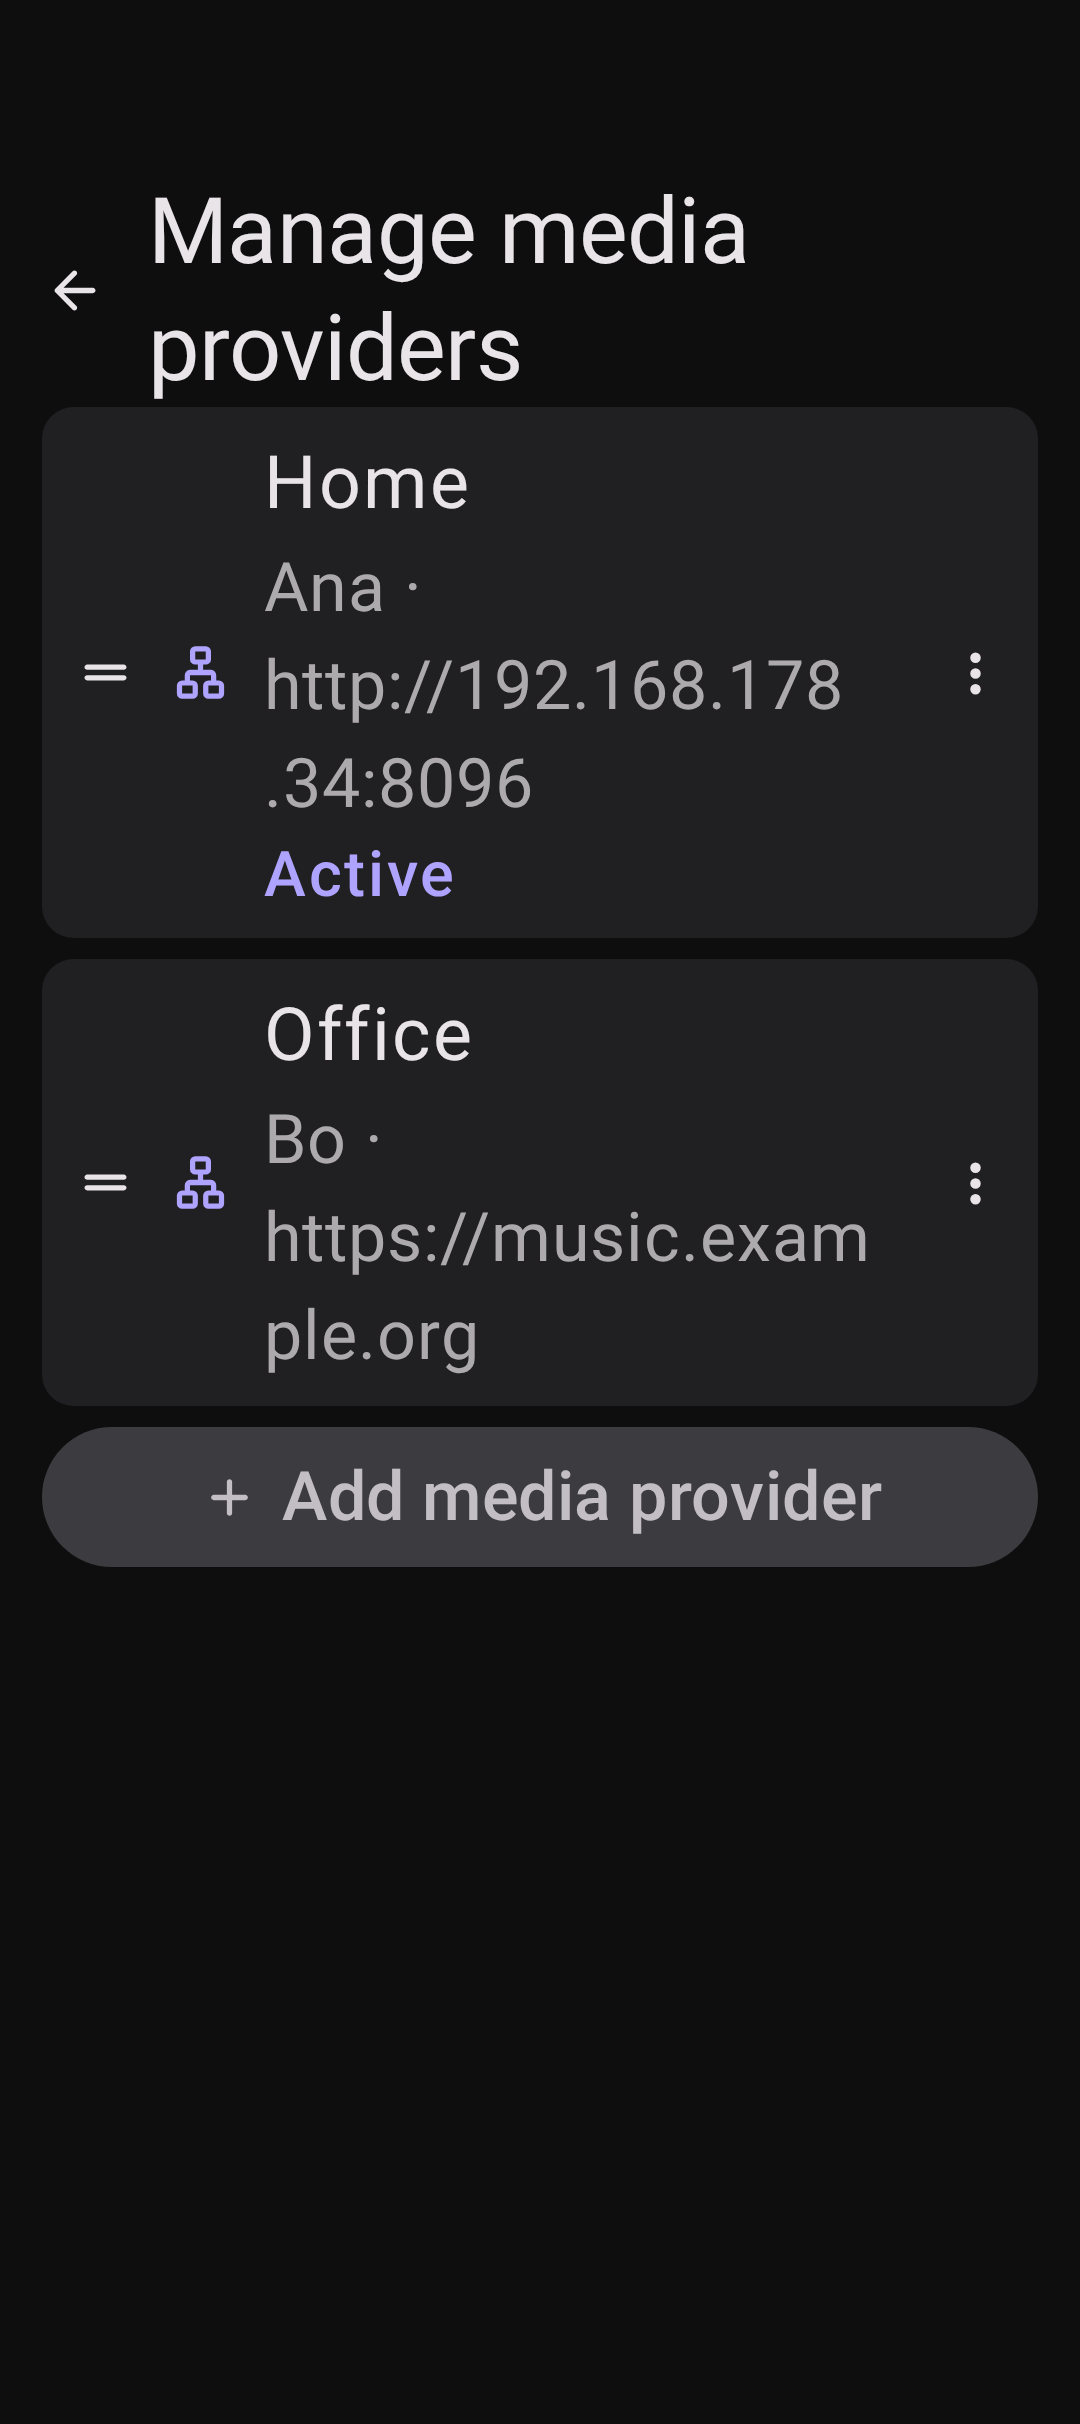 Manage media
providers
Home
Ana ·
http://192.168.178
.34:8096
Active
Office
Bo ·
https://music.exam
ple.org
+ Add media provider